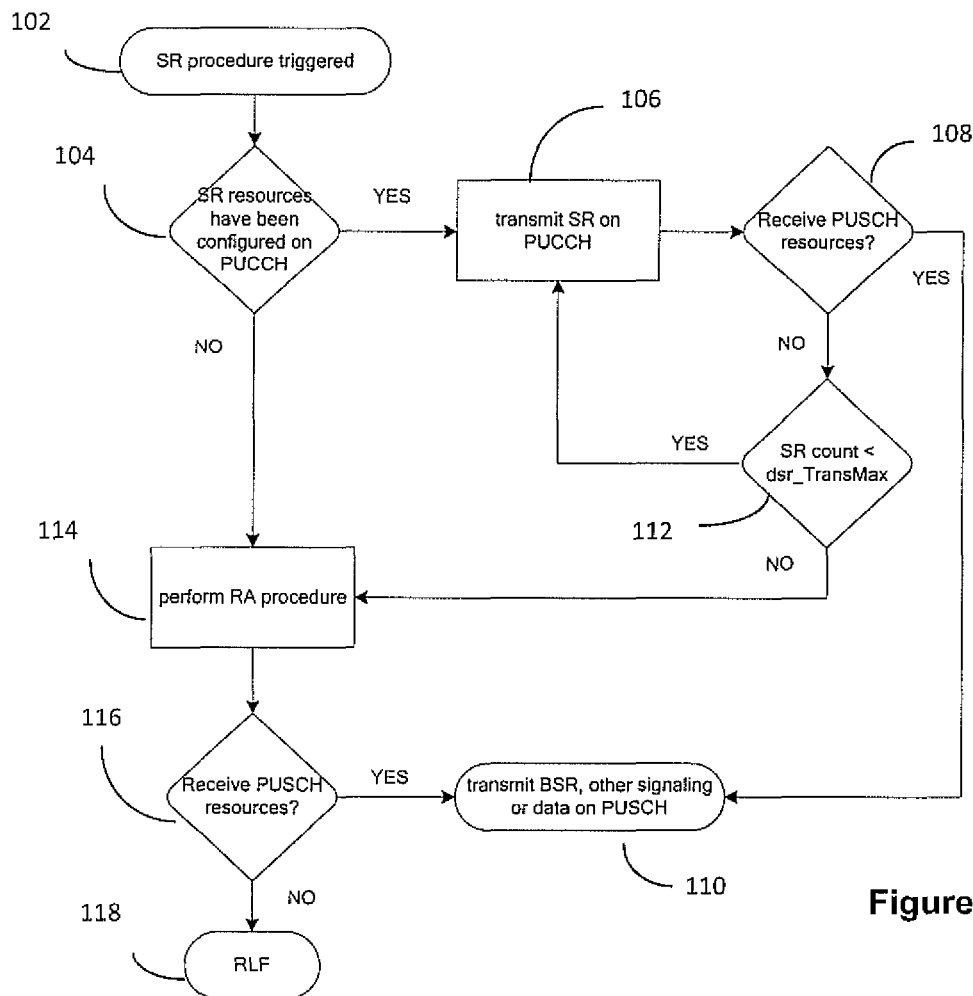 102
SR procedure triggered
104
SR resources
have been
configured on
PUCCH
YES
NO
106
transmit SR on
PUCCH
108
Receive PUSCH
resources?
YES
NO
YES
SR count <
dsr_TransMax
112
NO
114
perform RA procedure
116
Receive PUSCH
resources?
YES
NO
transmit BSR, other signaling
or data on PUSCH
110
118
RLF
Figure